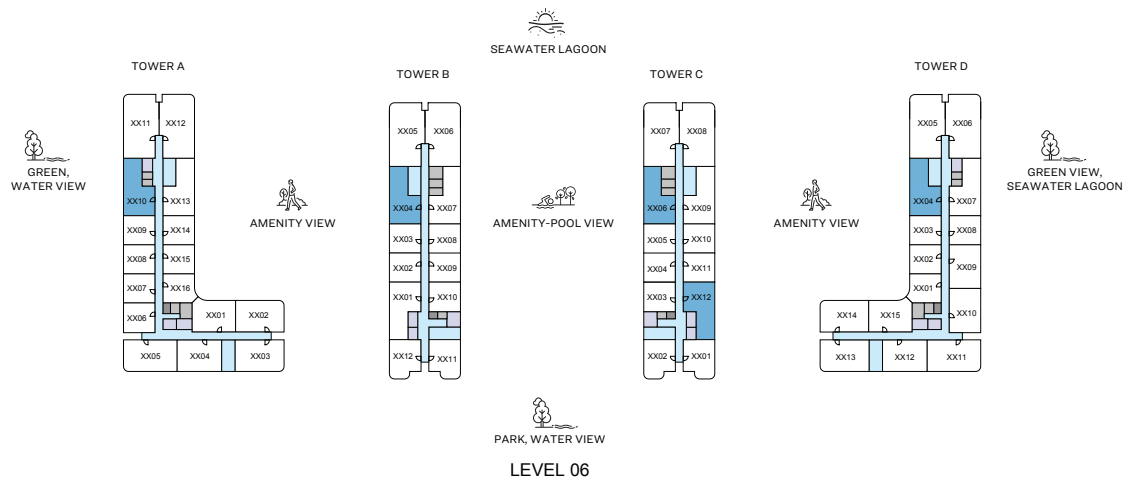 SEAWATER LAGOON
TOWER A
TOWER B
TOWER C
TOWER D
GREEN,
WATER VIEW
AMENITY VIEW
AMENITY-POOL VIEW
AMENITY VIEW
GREEN VIEW,
SEAWATER LAGOON
XX11 XX12
XX10 XX13
XX09 XX14
XX08 XX15
XX07 XX16
XX06 XX01 XX02
XX05 XX04 XX03
XX05 XX06
XX04 XX07
XX03 XX08
XX02 XX09
XX01 XX10
XX12 XX11
XX07 XX08
XX06 XX09
XX05 XX10
XX04 XX11
XX03 XX12
XX02 XX01
XX05 XX06
XX04 XX07
XX03 XX08
XX02 XX09
XX01
XX14 XX15 XX10
XX13 XX12 XX11
PARK, WATER VIEW
LEVEL 06